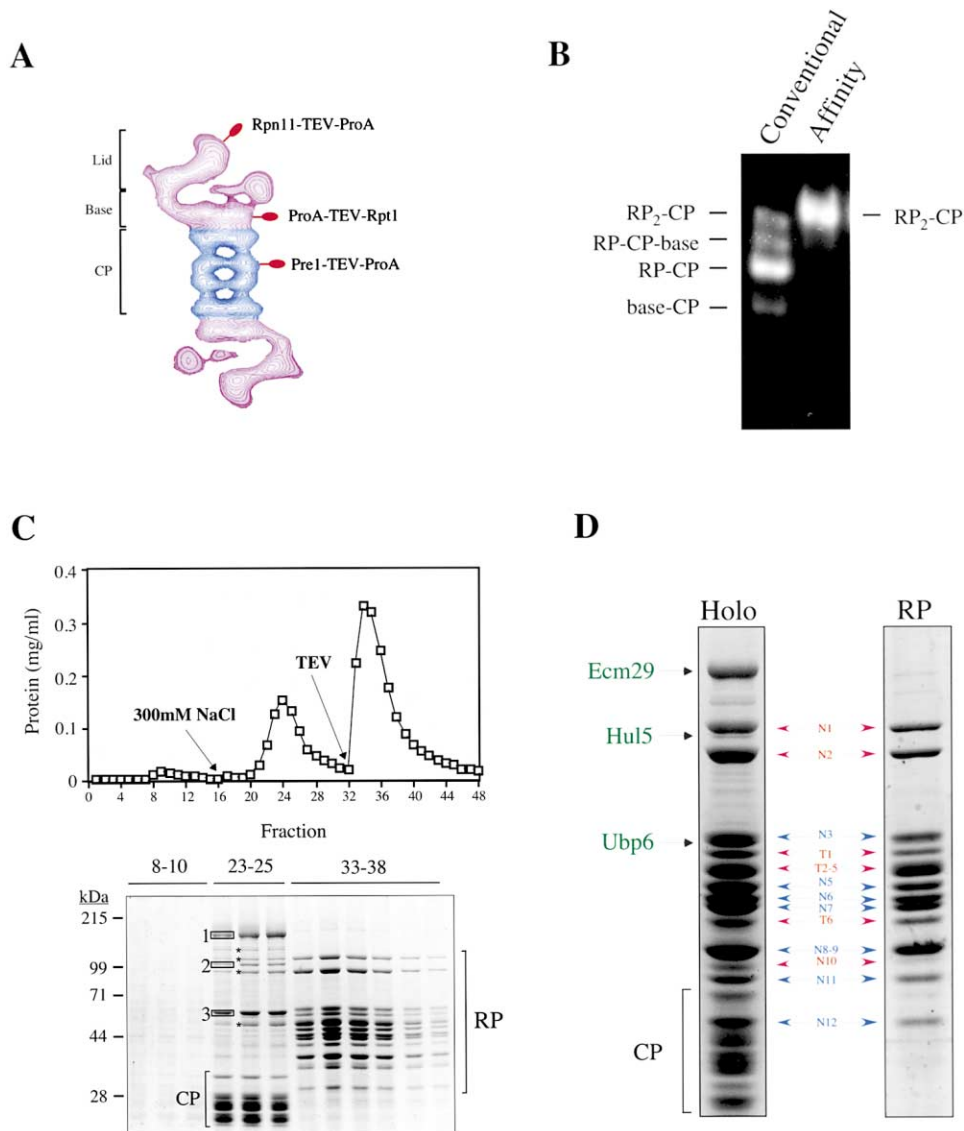 A
Rpn11-TEV-ProA
Lid
Base
ProA-TEV-Rpt1
CP
Pre1-TEV-ProA
B
Conventional
Affinity
RP₂-CP
RP-CP-base
RP-CP
base-CP
RP₂-CP
C
Protein (mg/ml)
0.4
0.3
0.2
0.1
0
300mM NaCl
TEV
0 4 8 12 16 20 24 28 32 36 40 44 48
Fraction
8-10 23-25 33-38
kDa
215
99
71
44
28
1
2
3
*
*
*
*
*
CP
RP
D
Holo RP
Ecm29
Hul5
Ubp6
N1
N2
N3
T1
T2-5
N5
N6
N7
T6
N8-9
N10
N11
N12
CP